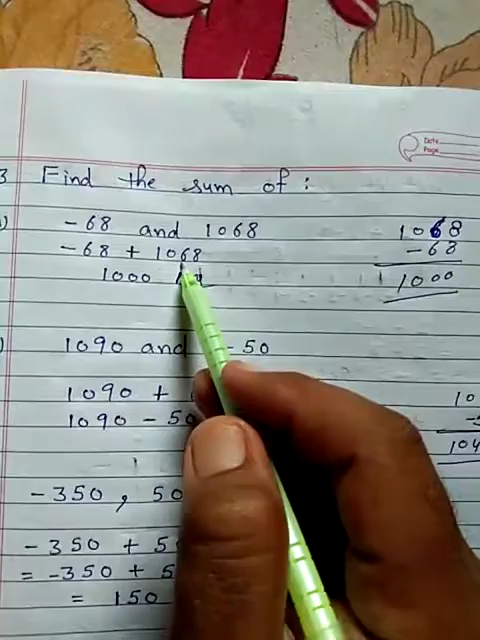 Date
Page
3 Find the sum of :
) -68 and 1068
-68 + 1068
1000
1068
-68
1000
) 1090 and -50
1090 +
1090 - 50
10
104
-350 , 50
-350 + 5
= -350 + 5
= 150